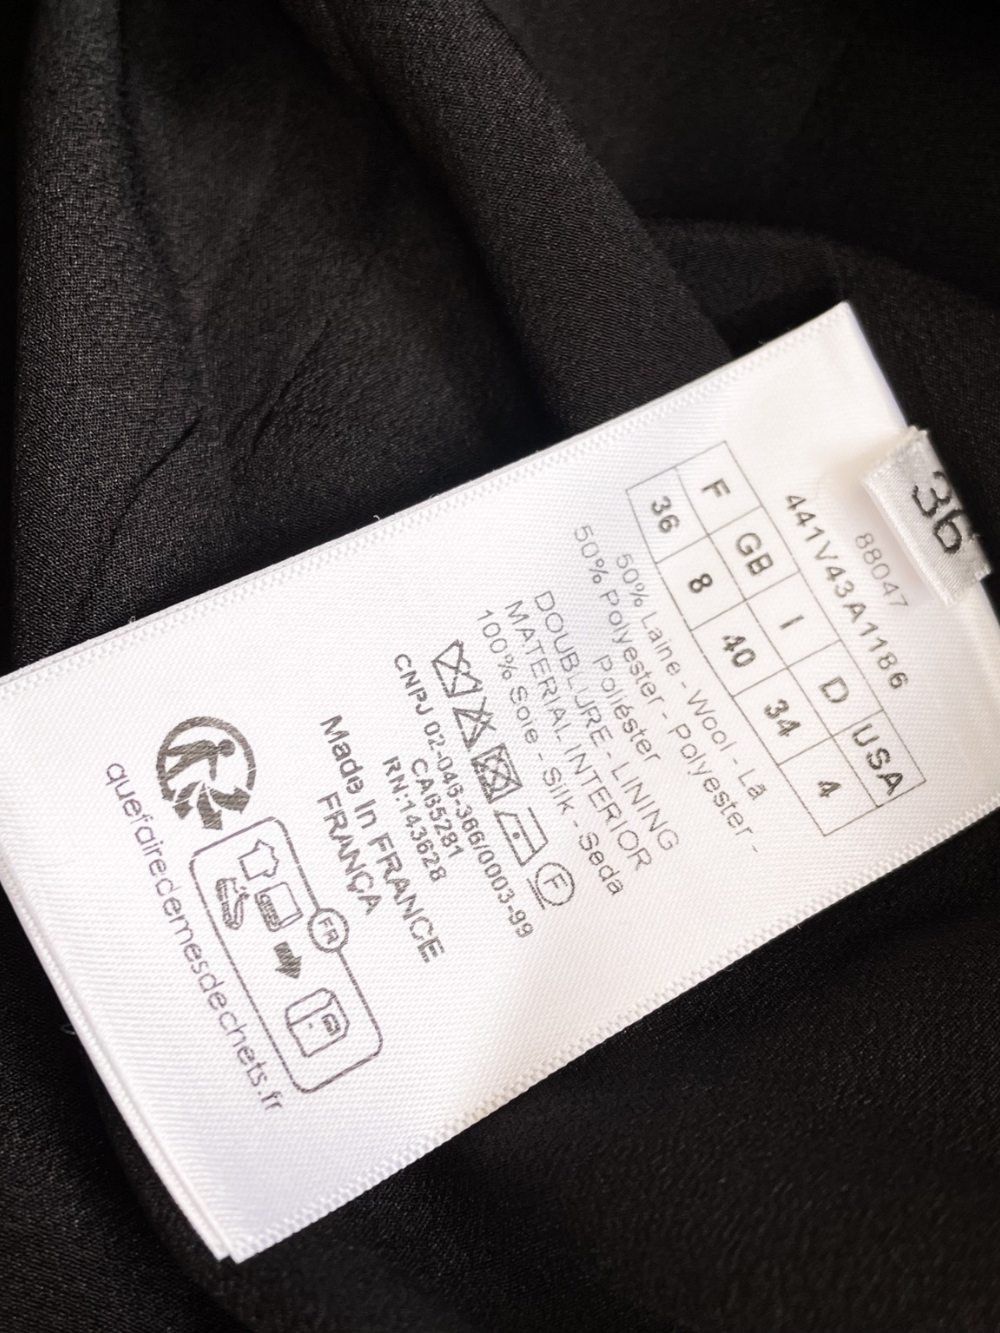 36
88047
441V43A1186
F GB I D USA
36 8 40 34 4
50% Laine - Wool - Lã
50% Polyester - Polyester -
Poliéster
DOUBLURE - LINING
MATERIAL INTERIOR
100% Soie - Silk - Seda
F
CNPJ 02-046-366/0003-99
CA65281
RN:143628
Made in FRANCE
FRANÇA
FR
quefairedemesdechets.fr